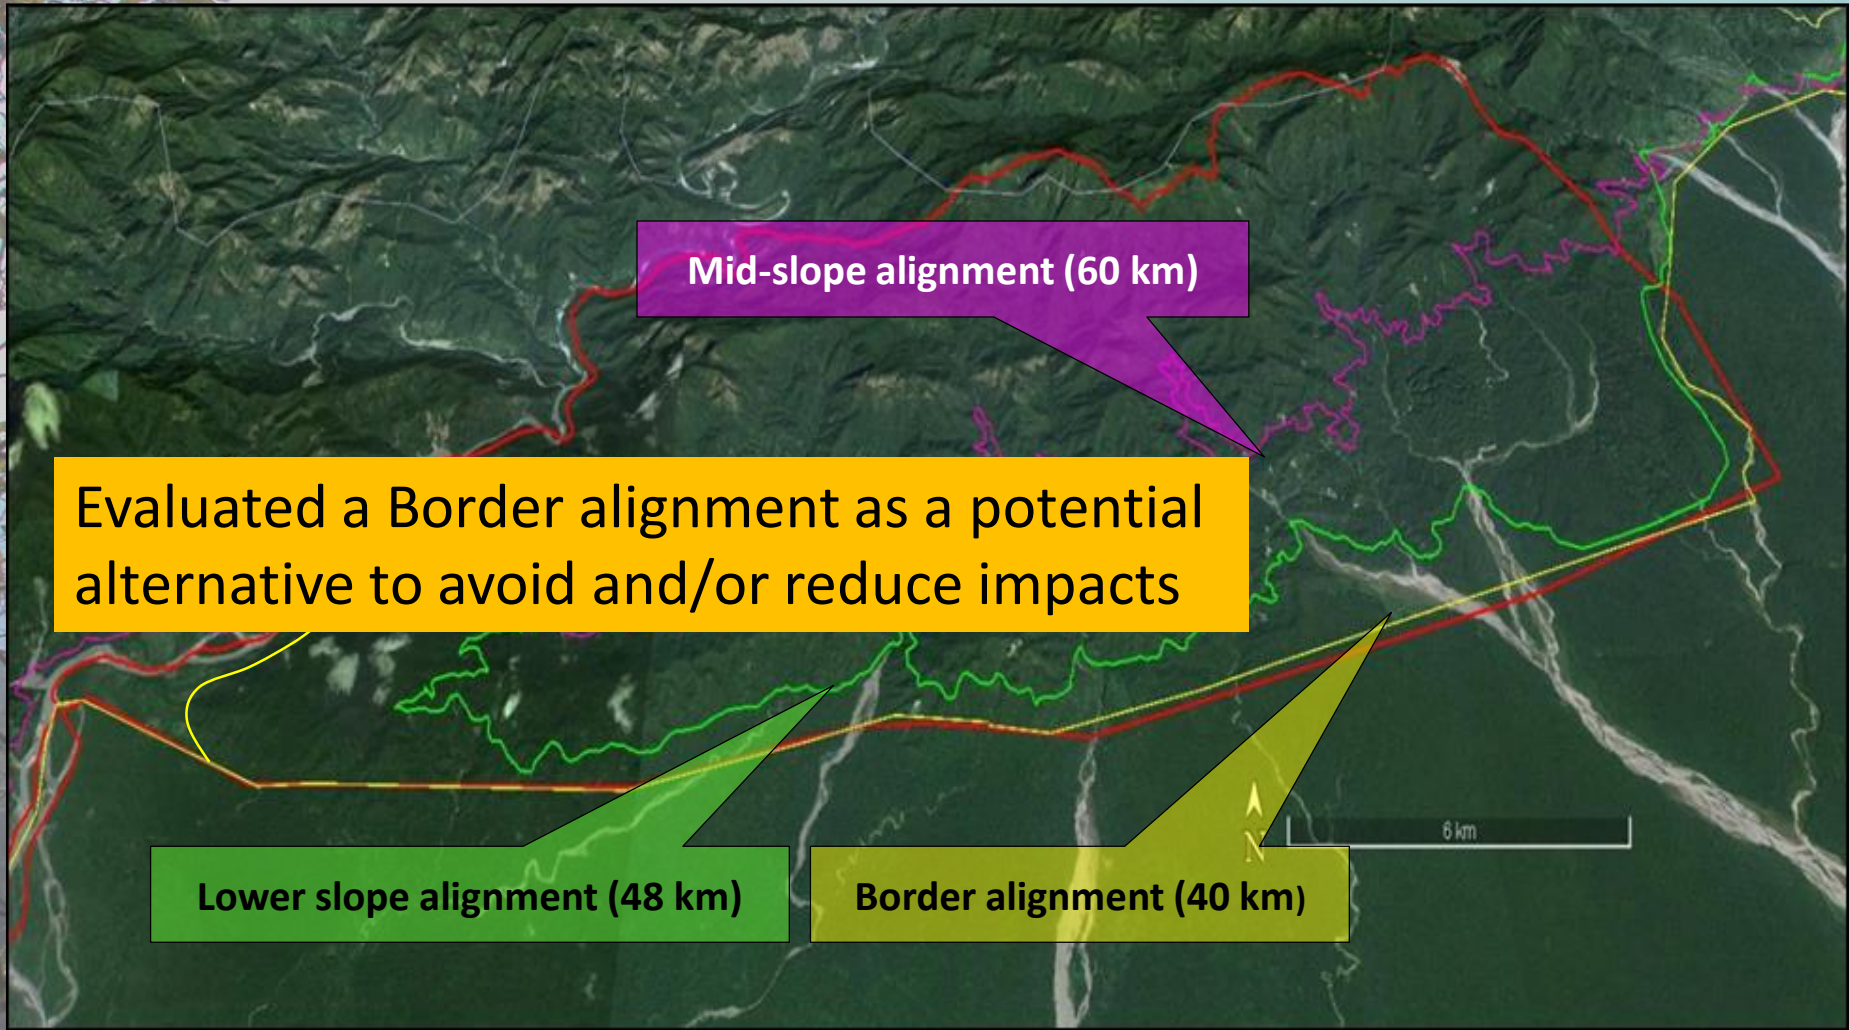 Mid-slope alignment (60 km)
Evaluated a Border alignment as a potential
alternative to avoid and/or reduce impacts
N
6 km
Lower slope alignment (48 km)
Border alignment (40 km)